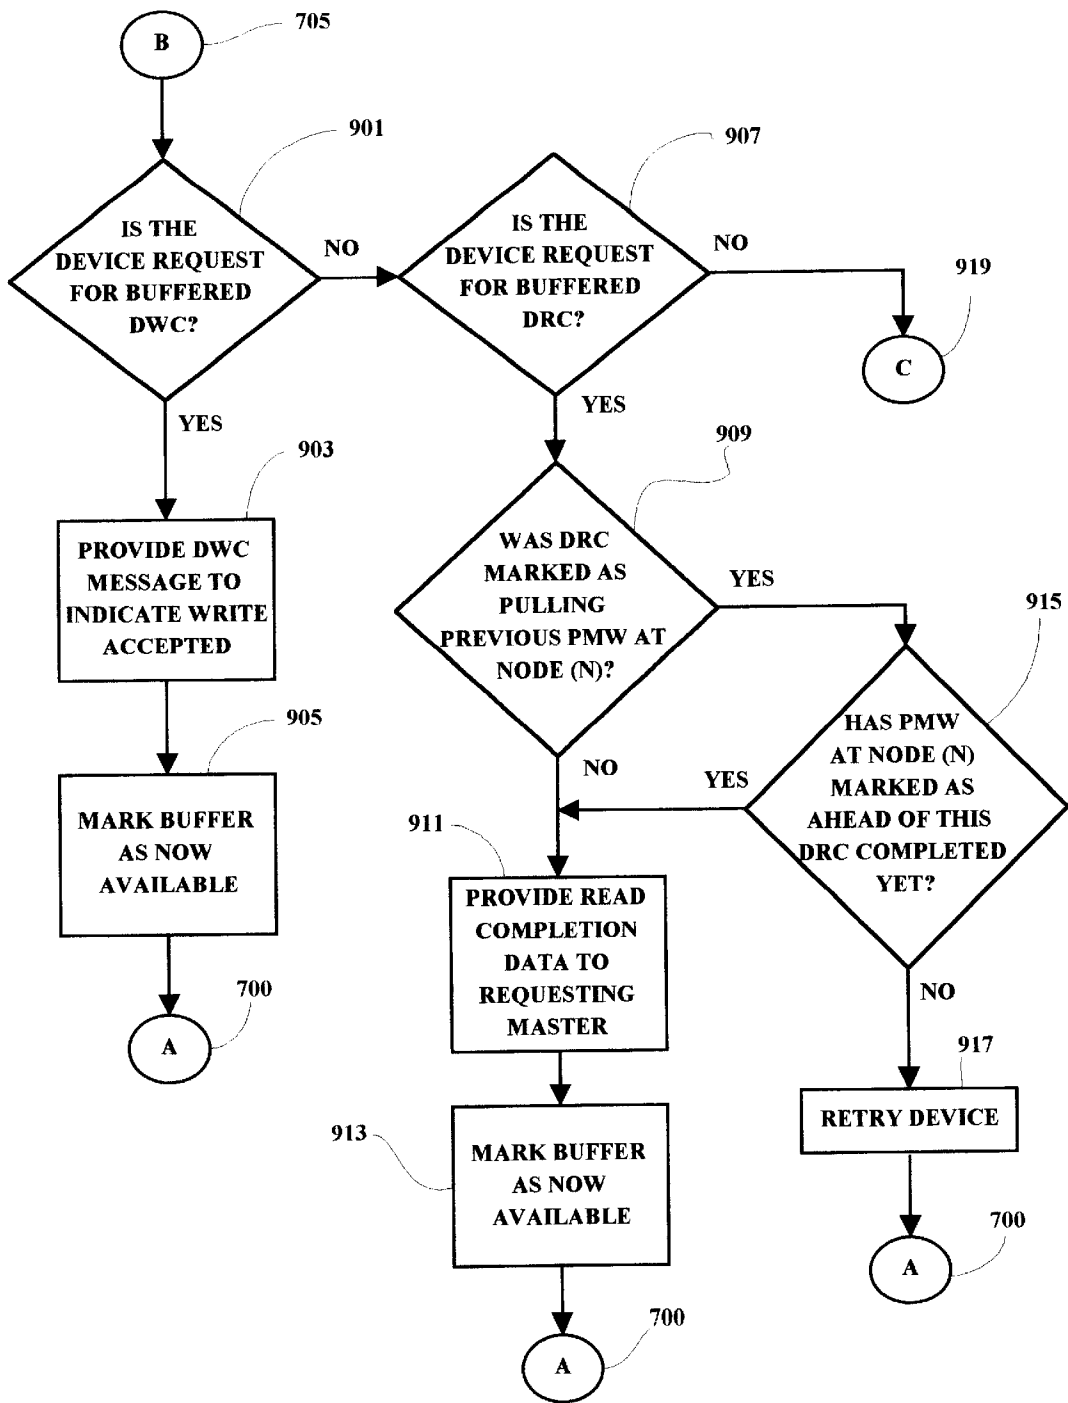 B
705
901
907
IS THE
DEVICE REQUEST
FOR BUFFERED
DWC?
NO
IS THE
DEVICE REQUEST
FOR BUFFERED
DRC?
NO
919
C
YES
YES
903
909
PROVIDE DWC
MESSAGE TO
INDICATE WRITE
ACCEPTED
WAS DRC
MARKED AS
PULLING
PREVIOUS PMW AT
NODE (N)?
YES
915
905
HAS PMW
AT NODE (N)
MARKED AS
AHEAD OF THIS
DRC COMPLETED
YET?
NO
YES
MARK BUFFER
AS NOW
AVAILABLE
911
PROVIDE READ
COMPLETION
DATA TO
REQUESTING
MASTER
700
A
NO
917
RETRY DEVICE
913
MARK BUFFER
AS NOW
AVAILABLE
700
A
700
A